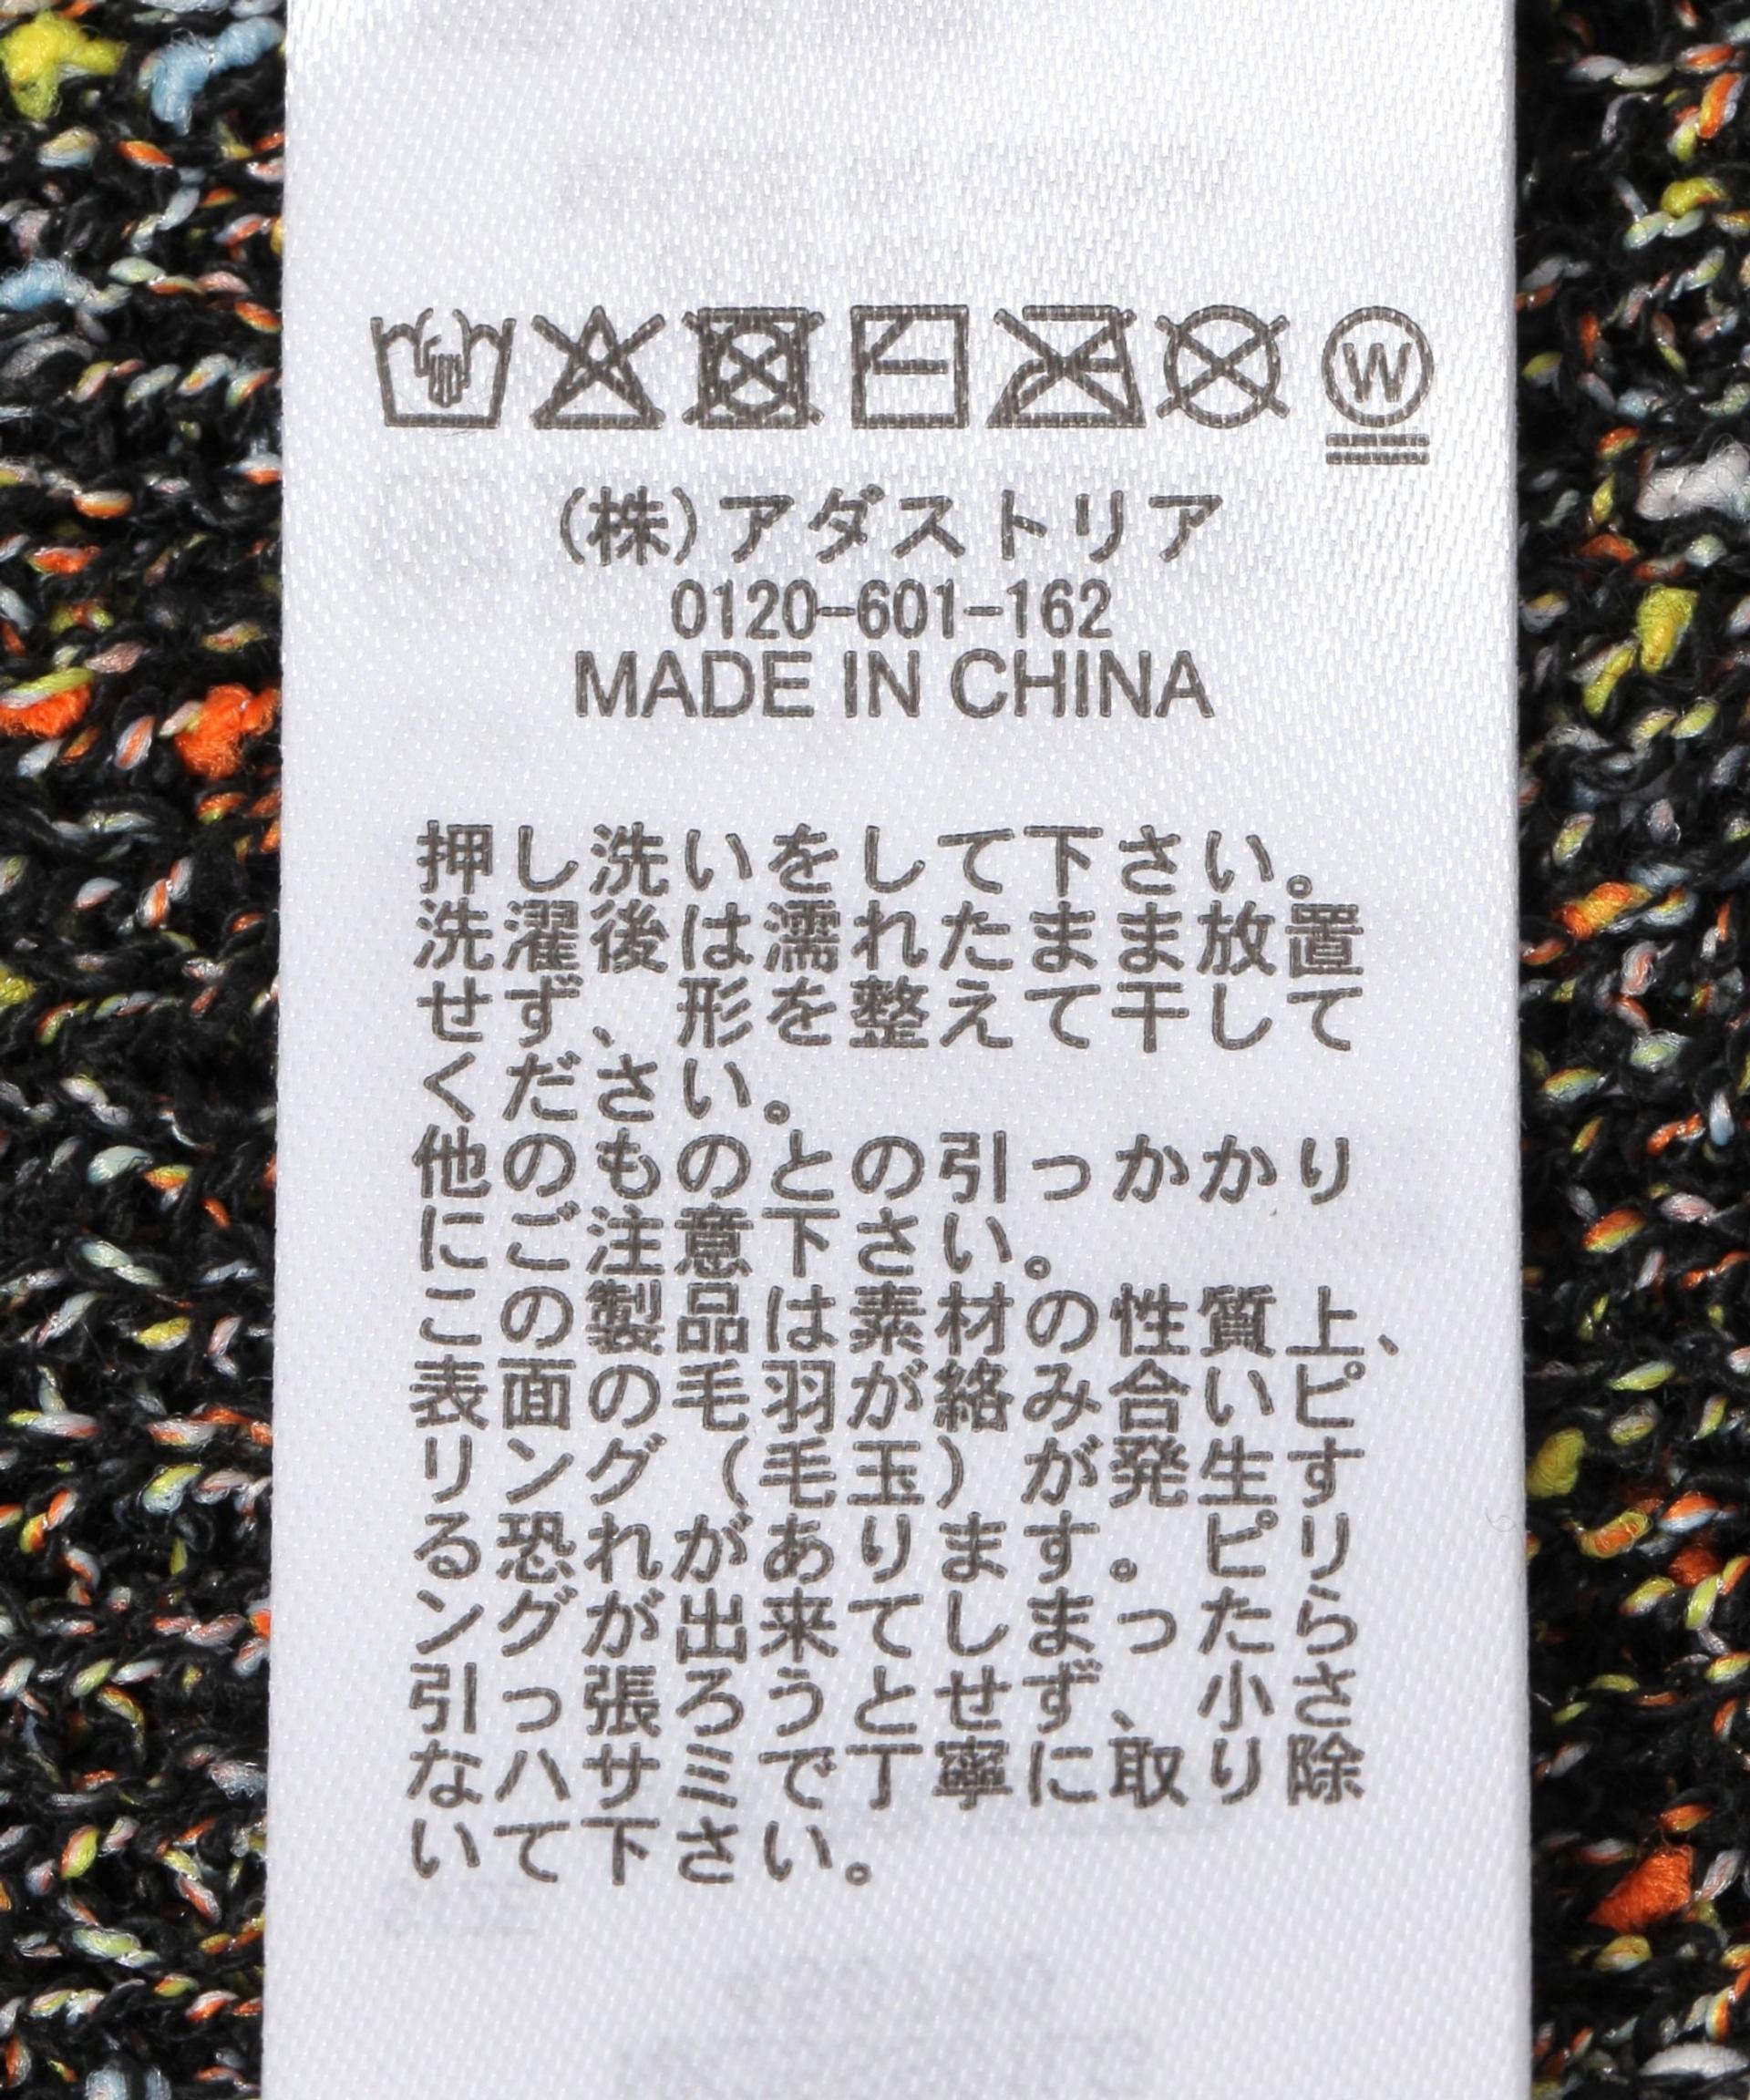 W
(株)アダストリア
0120-601-162
MADE IN CHINA
押し洗いをして下さい。
洗濯後は濡れたまま放置
せず、形を整えて干して
ください。
他のものとの引っかかり
にご注意下さい。
この製品は素材の性質上、
表面の毛羽が絡み合いピ
リング（毛玉）が発生す
る恐れがあります。ピリ
ングが出来てしまったら
引っ張ろうとせず、小さ
なハサミで丁寧に取り除
いて下さい。